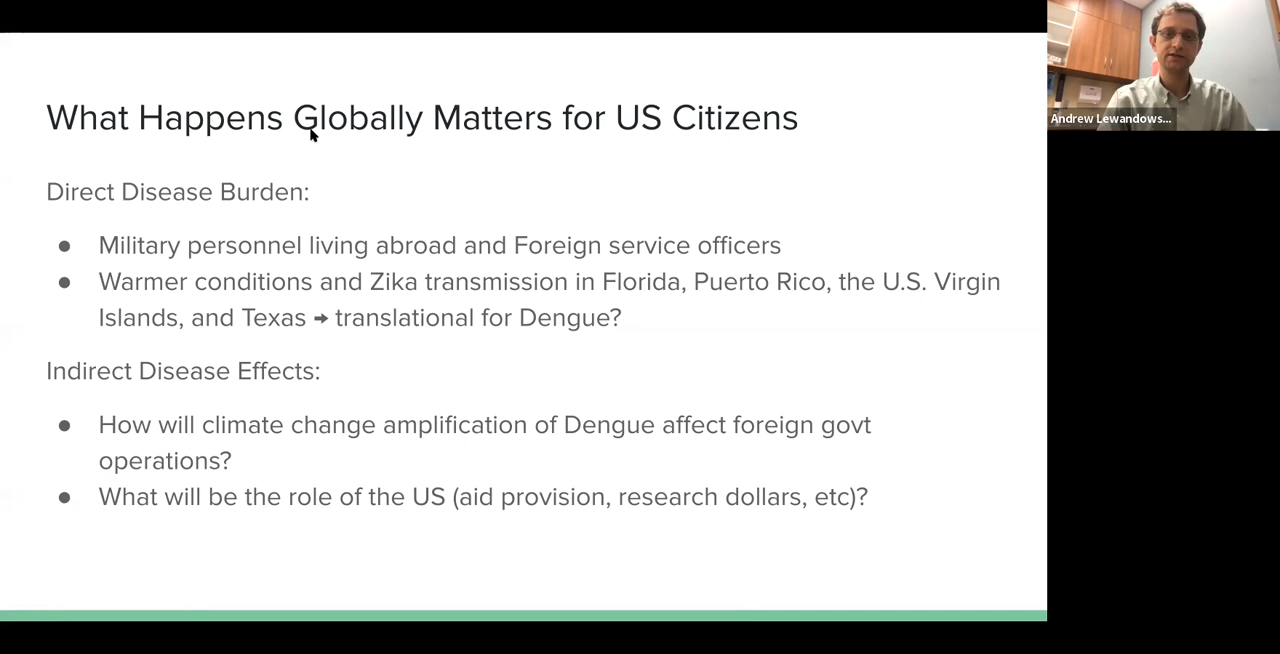 What Happens Globally Matters for US Citizens
Andrew Lewandows...
Direct Disease Burden:
● Military personnel living abroad and Foreign service officers
● Warmer conditions and Zika transmission in Florida, Puerto Rico, the U.S. Virgin
Islands, and Texas → translational for Dengue?
Indirect Disease Effects:
● How will climate change amplification of Dengue affect foreign govt
operations?
● What will be the role of the US (aid provision, research dollars, etc)?